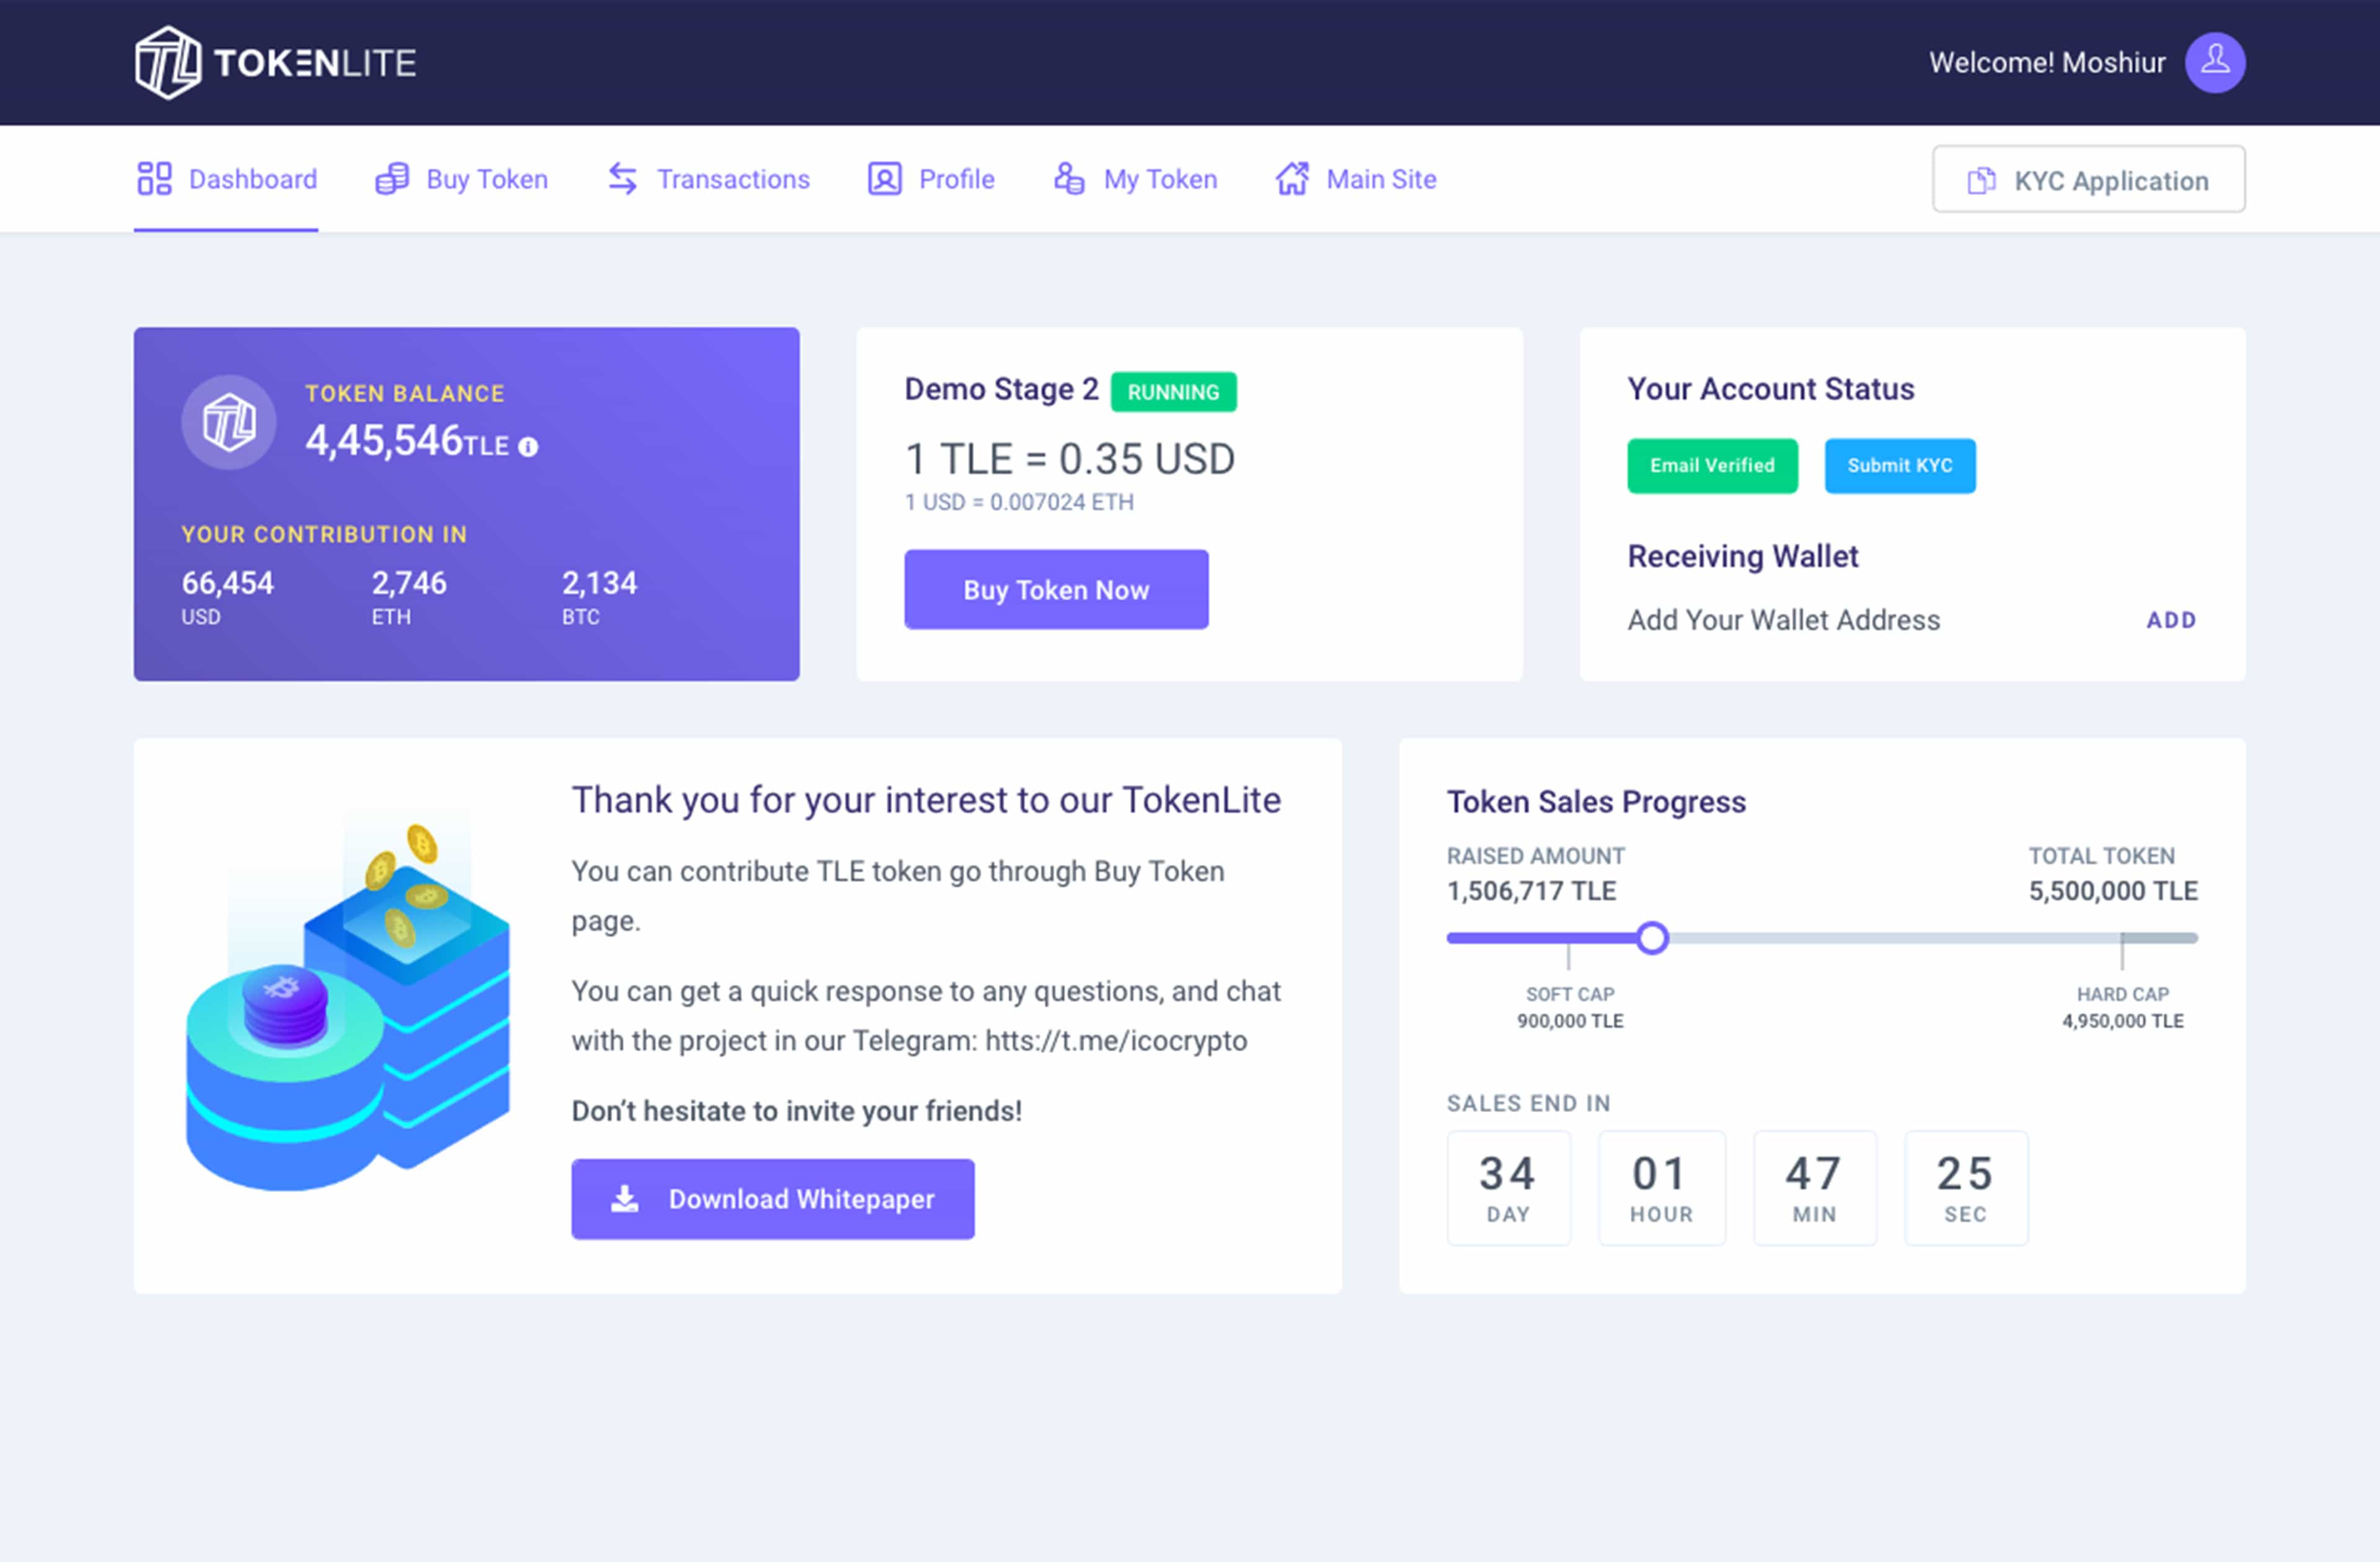 TOKENLITE
Welcome! Moshiur
Dashboard
Buy Token
Transactions
Profile
My Token
Main Site
KYC Application
TOKEN BALANCE
4,45,546TLE
YOUR CONTRIBUTION IN
66,454 2,746 2,134
USD ETH BTC
Demo Stage 2 RUNNING
1 TLE = 0.35 USD
1 USD = 0.007024 ETH
Buy Token Now
Your Account Status
Email Verified
Submit KYC
Receiving Wallet
Add Your Wallet Address ADD
Thank you for your interest to our TokenLite
You can contribute TLE token go through Buy Token
page.
You can get a quick response to any questions, and chat
with the project in our Telegram: htts://t.me/icocrypto
Don’t hesitate to invite your friends!
Download Whitepaper
Token Sales Progress
RAISED AMOUNT TOTAL TOKEN
1,506,717 TLE 5,500,000 TLE
SOFT CAP HARD CAP
900,000 TLE 4,950,000 TLE
SALES END IN
34 01 47 25
DAY HOUR MIN SEC